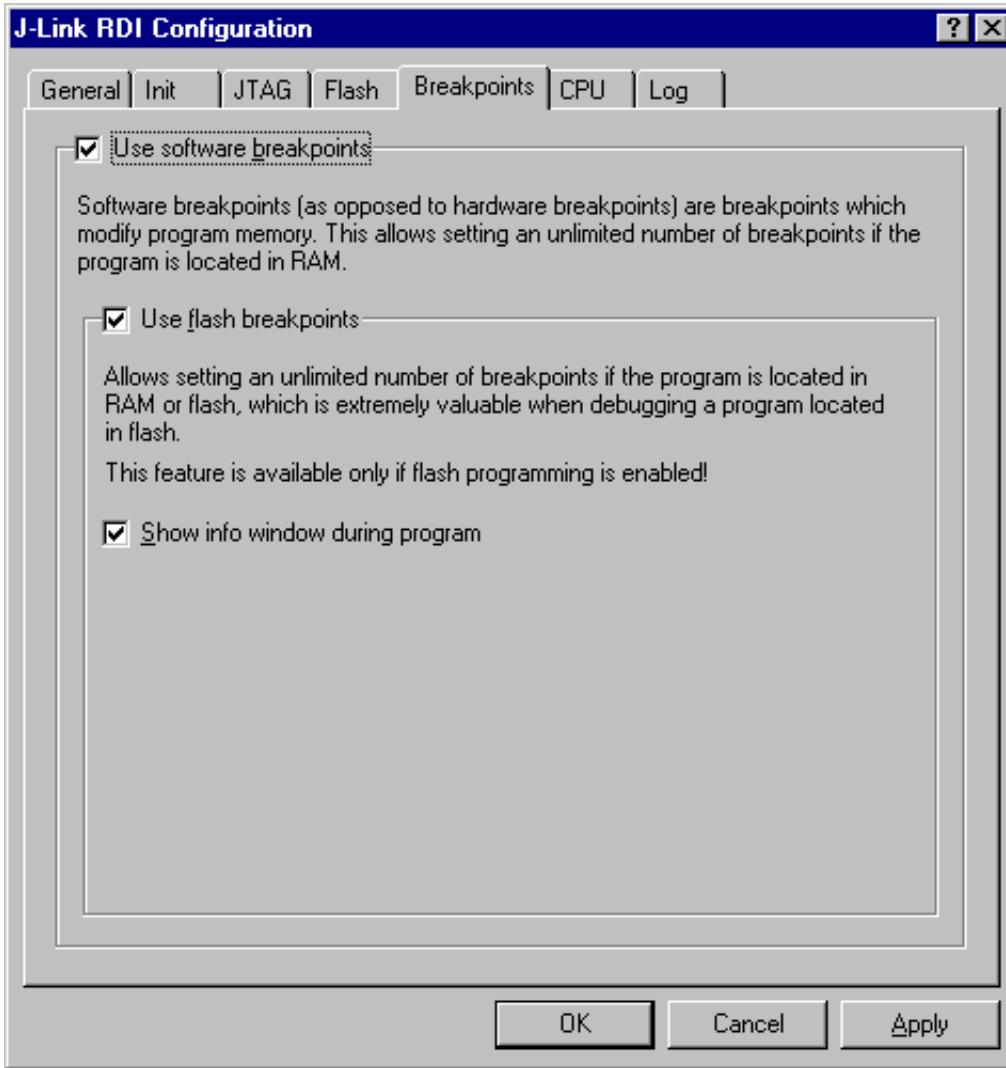 J-Link RDI Configuration
General Init JTAG Flash Breakpoints CPU Log
Use software breakpoints
Software breakpoints (as opposed to hardware breakpoints) are breakpoints which
modify program memory. This allows setting an unlimited number of breakpoints if the
program is located in RAM.
Use flash breakpoints
Allows setting an unlimited number of breakpoints if the program is located in
RAM or flash, which is extremely valuable when debugging a program located
in flash.
This feature is available only if flash programming is enabled!
Show info window during program
OK Cancel Apply